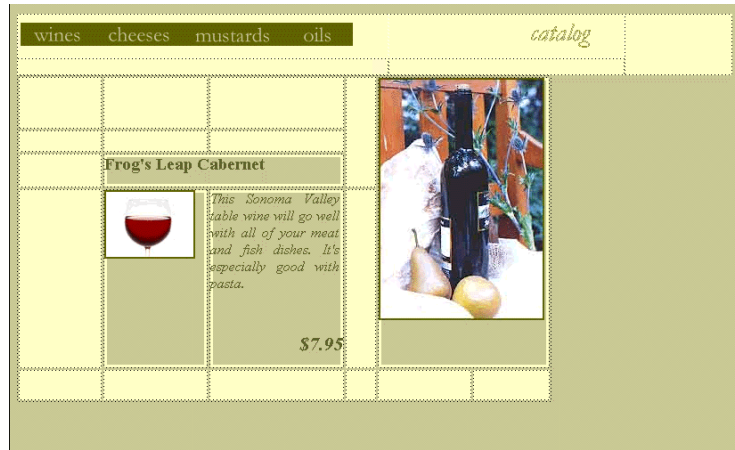 wines cheeses mustards oils
catalog
Frog's Leap Cabernet
This Sonoma Valley
table wine will go well
with all of your meat
and fish dishes. It's
especially good with
pasta.
$7.95